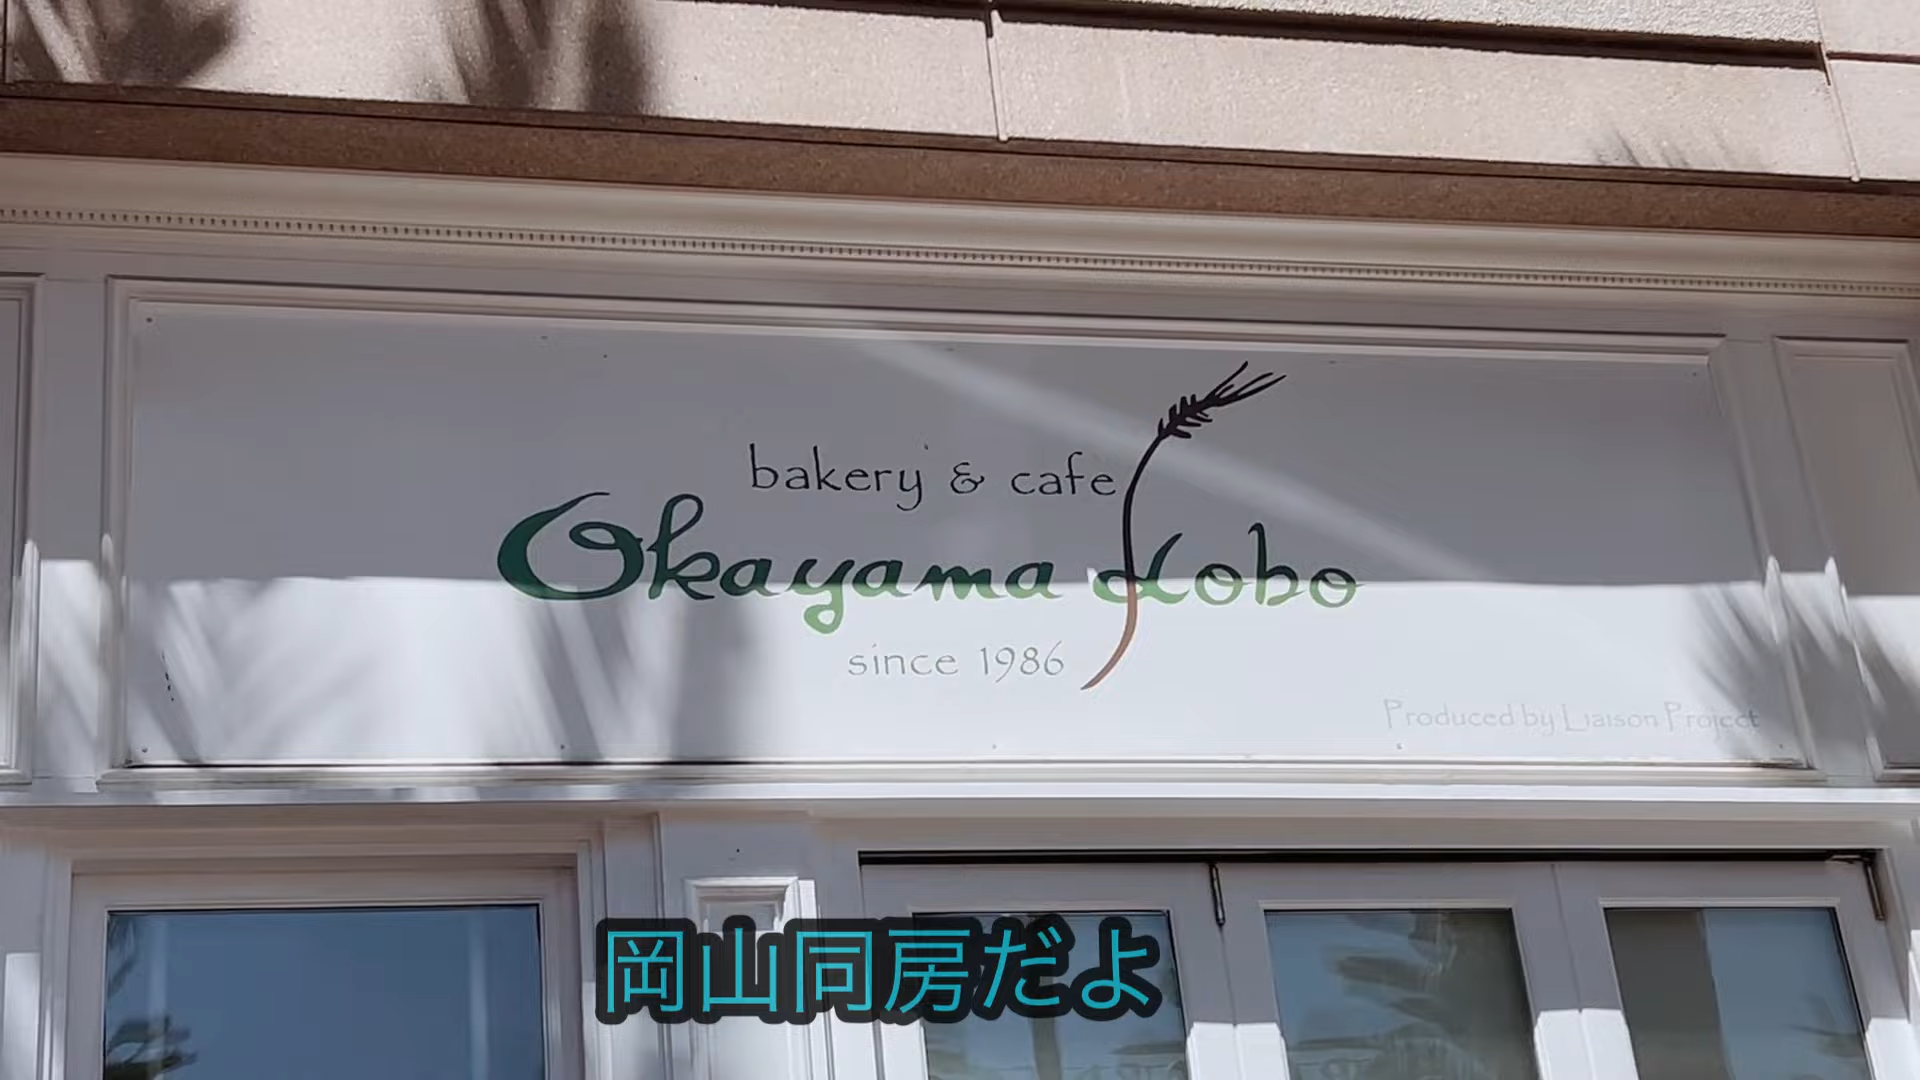 bakery & cafe
Okayama Kobo
since 1986
Produced by Liaison Project
岡山同房だよ